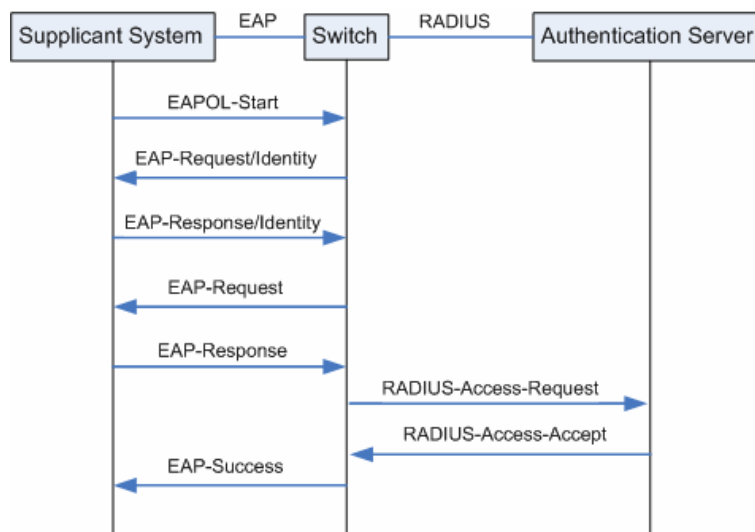 EAP
RADIUS
Supplicant System
Switch
Authentication Server
EAPOL-Start
EAP-Request/Identity
EAP-Response/Identity
EAP-Request
EAP-Response
RADIUS-Access-Request
RADIUS-Access-Accept
EAP-Success